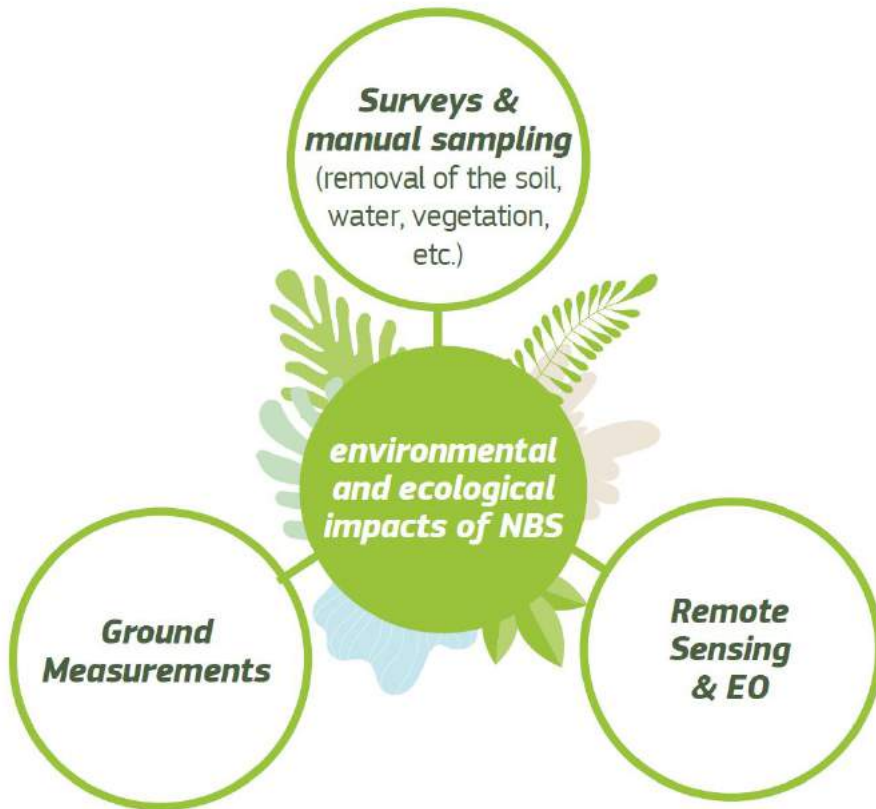 Surveys &
manual sampling
(removal of the soil,
water, vegetation,
etc.)
environmental
and ecological
impacts of NBS
Ground
Measurements
Remote
Sensing
& EO